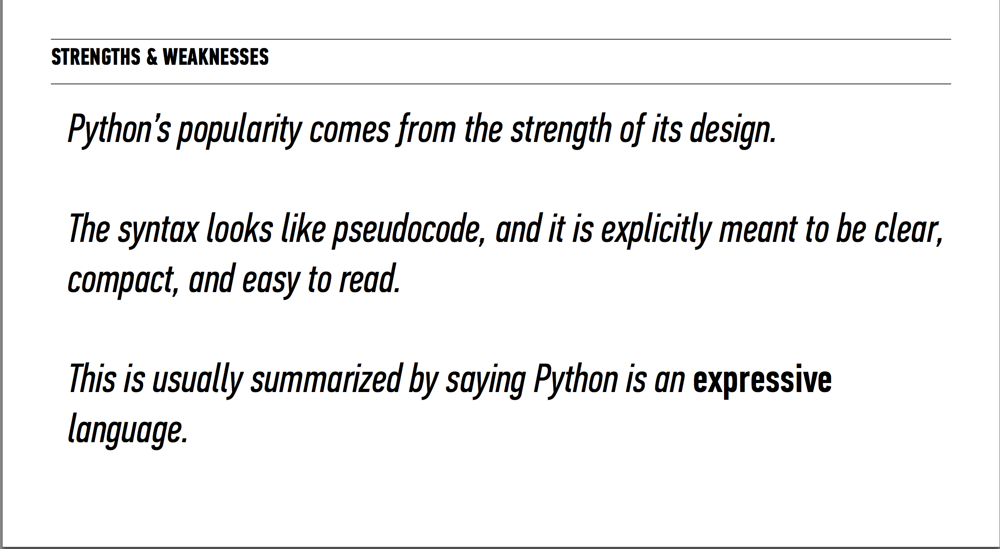 STRENGTHS & WEAKNESSES
Python’s popularity comes from the strength of its design.
The syntax looks like pseudocode, and it is explicitly meant to be clear,
compact, and easy to read.
This is usually summarized by saying Python is an expressive
language.